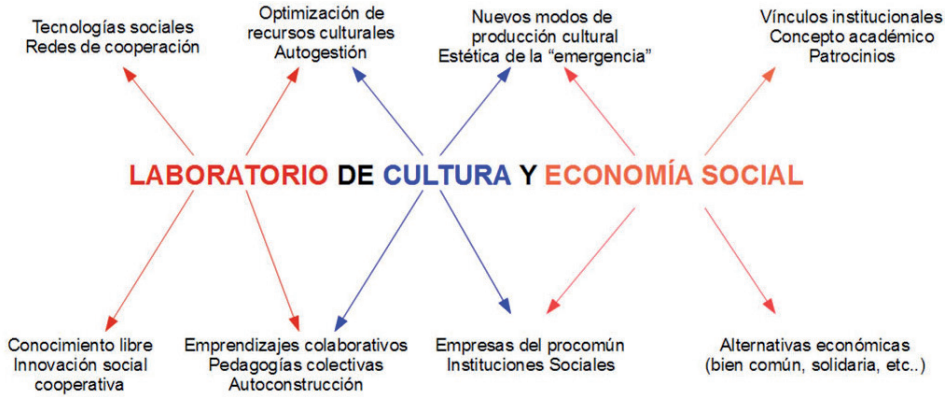 Tecnologías sociales
Redes de cooperación
Optimización de
recursos culturales
Autogestión
Nuevos modos de
producción cultural
Estética de la “emergencia”
Vínculos institucionales
Concepto académico
Patrocinios
LABORATORIO DE CULTURA Y ECONOMÍA SOCIAL
Conocimiento libre
Innovación social
cooperativa
Emprendizajes colaborativos
Pedagogías colectivas
Autoconstrucción
Empresas del procomún
Instituciones Sociales
Alternativas económicas
(bien común, solidaria, etc..)